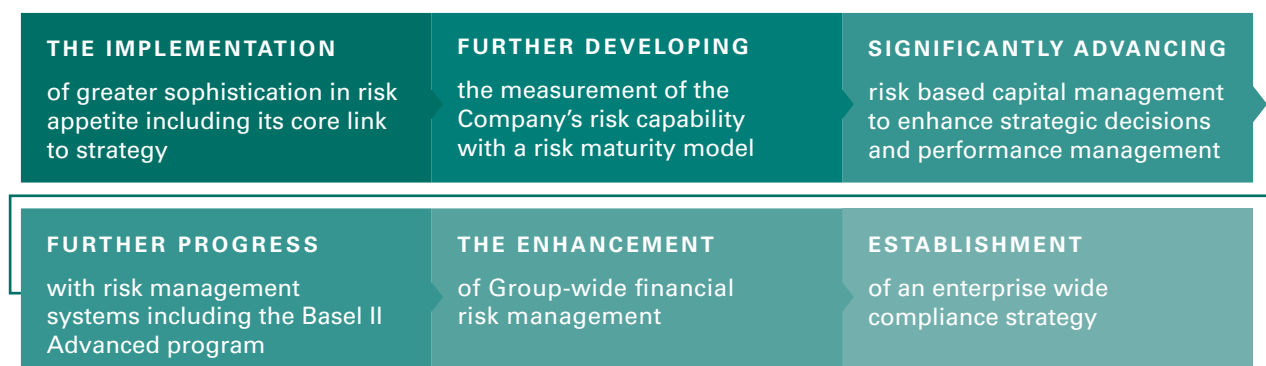 THE IMPLEMENTATION
of greater sophistication in risk
appetite including its core link
to strategy
FURTHER DEVELOPING
the measurement of the
Company’s risk capability
with a risk maturity model
SIGNIFICANTLY ADVANCING
risk based capital management
to enhance strategic decisions
and performance management
FURTHER PROGRESS
with risk management
systems including the Basel II
Advanced program
THE ENHANCEMENT
of Group-wide financial
risk management
ESTABLISHMENT
of an enterprise wide
compliance strategy